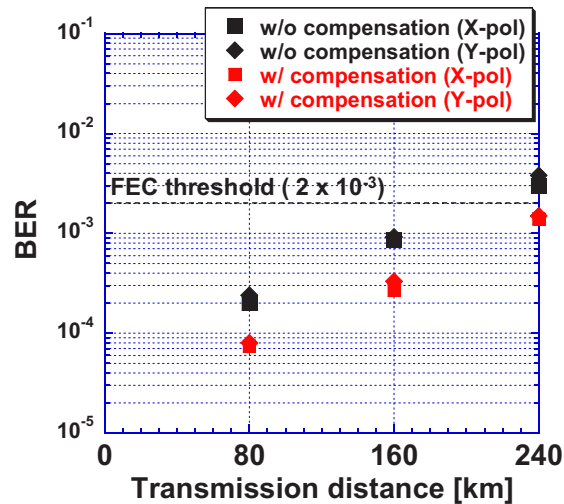 w/o compensation (X-pol)
w/o compensation (Y-pol)
w/ compensation (X-pol)
w/ compensation (Y-pol)
FEC threshold ( 2 x 10⁻³)
BER
10⁻¹
10⁻²
10⁻³
10⁻⁴
10⁻⁵
0 80 160 240
Transmission distance [km]